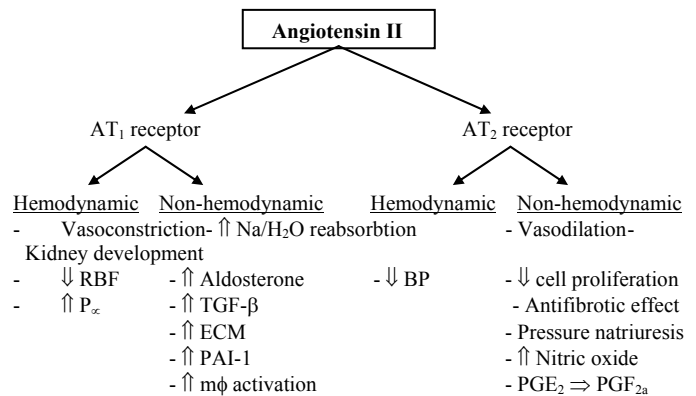 Angiotensin II
AT₁ receptor AT₂ receptor
Hemodynamic Non-hemodynamic Hemodynamic Non-hemodynamic
- Vasoconstriction- ⇑ Na/H₂O reabsorbtion - Vasodilation-
Kidney development
- ⇓ RBF - ⇑ Aldosterone - ⇓ BP - ⇓ cell proliferation
- ⇑ P∞ - ⇑ TGF-β - Antifibrotic effect
- ⇑ ECM - Pressure natriuresis
- ⇑ PAI-1 - ⇑ Nitric oxide
- ⇑ mϕ activation - PGE₂ ⇒ PGF₂ₐ